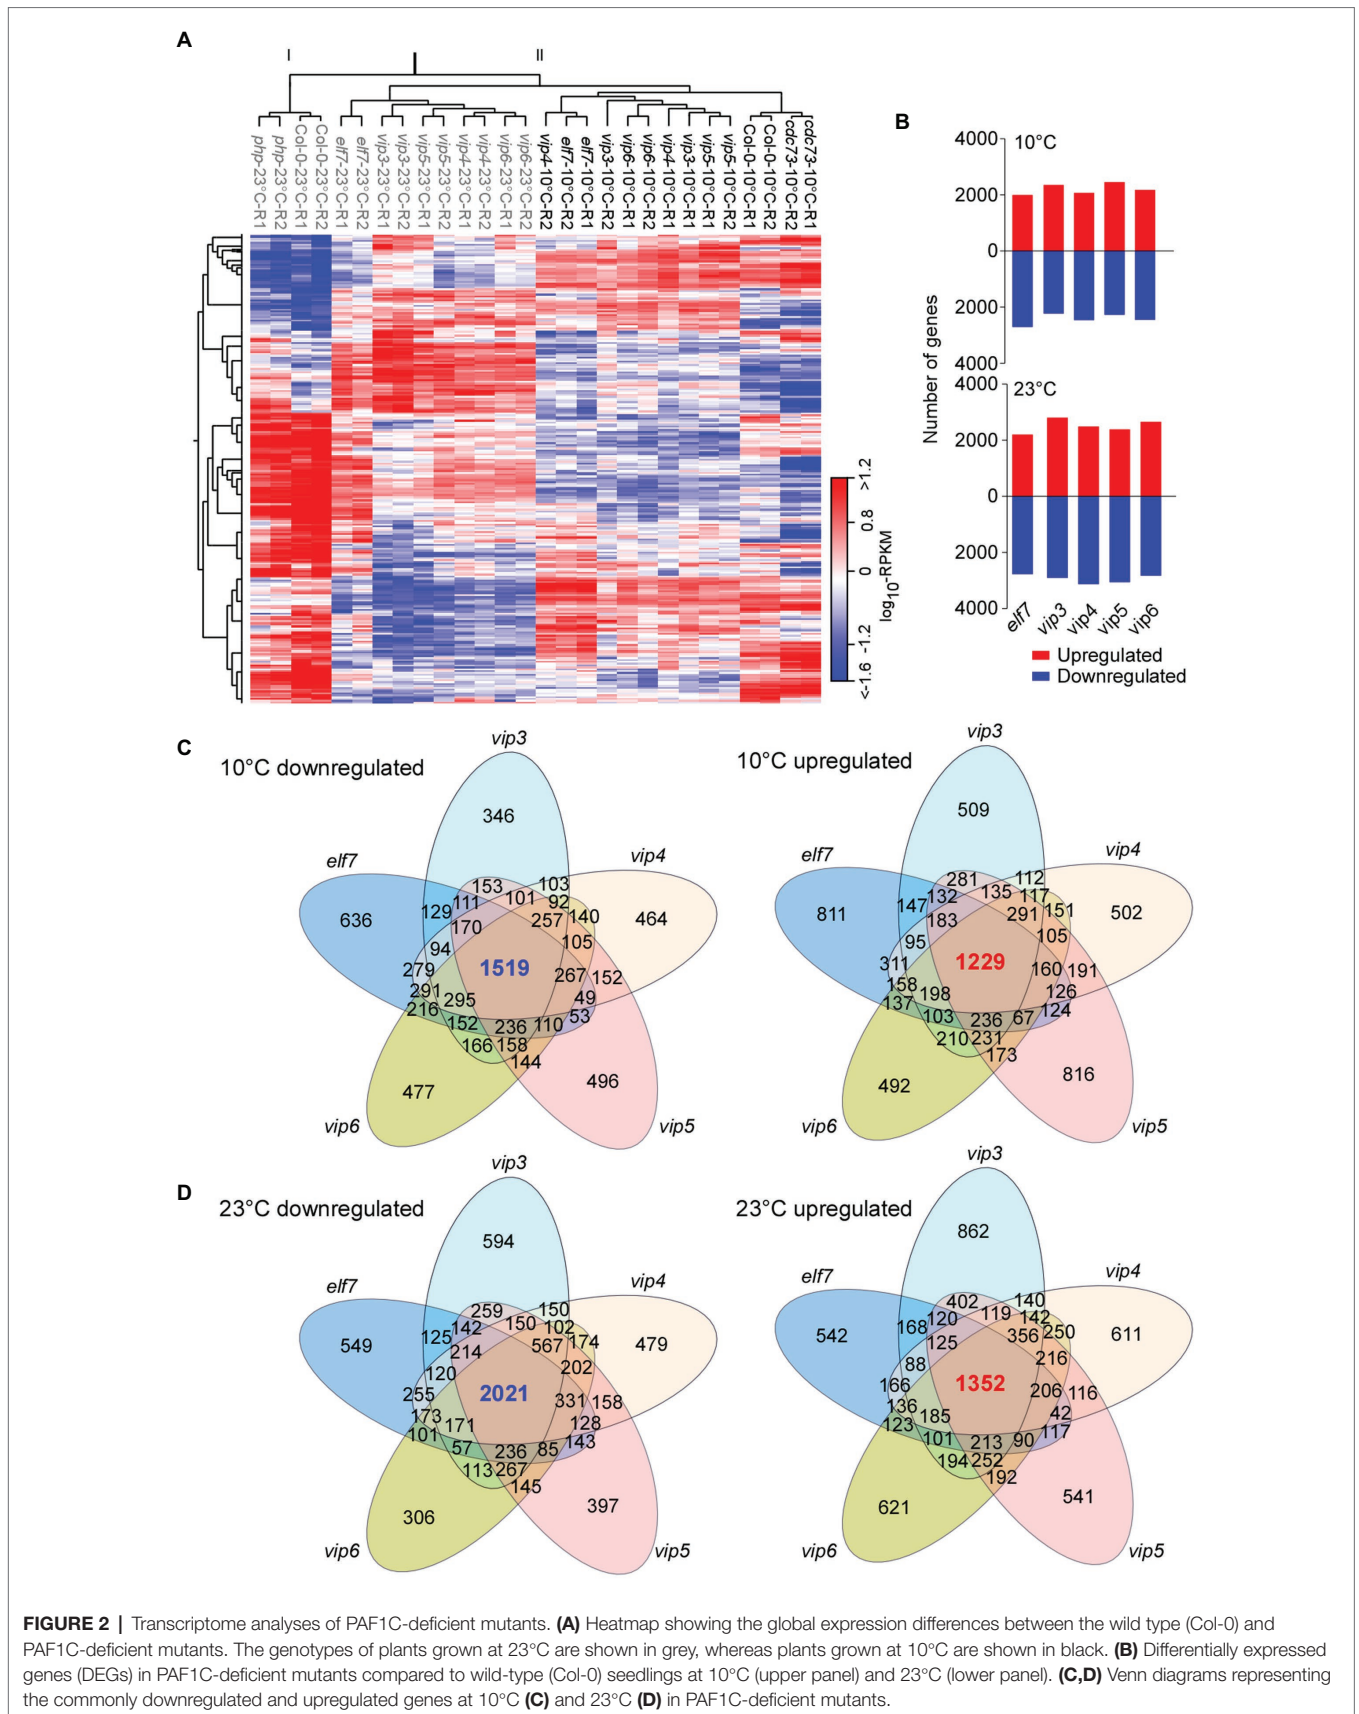 A
I
II
php-23°C-R1
php-23°C-R2
Col-0-23°C-R1
Col-0-23°C-R2
elf7-23°C-R1
elf7-23°C-R2
vip3-23°C-R1
vip3-23°C-R2
vip5-23°C-R1
vip5-23°C-R2
vip4-23°C-R1
vip4-23°C-R2
vip6-23°C-R1
vip6-23°C-R2
vip4-10°C-R2
elf7-10°C-R2
elf7-10°C-R1
vip3-10°C-R2
vip6-10°C-R1
vip6-10°C-R2
vip4-10°C-R1
vip3-10°C-R1
vip5-10°C-R1
vip5-10°C-R2
Col-0-10°C-R1
Col-0-10°C-R2
cdc73-10°C-R2
cdc73-10°C-R1
>1.2
0.8
0
-1.2
<-1.6
log10-RPKM
B
Number of genes
10°C
4000
2000
0
2000
4000
23°C
4000
2000
0
2000
4000
elf7
vip3
vip4
vip5
vip6
Upregulated
Downregulated
C
10°C downregulated
vip3
346
elf7
vip4
636
464
153
103
111
101
92
129
140
170
257
105
94
1519
279
267
152
291
295
49
216
53
152
236
110
166
158
144
477
496
vip6
vip5
10°C upregulated
vip3
509
elf7
vip4
811
502
281
112
132
135
117
147
151
183
291
105
95
1229
311
160
191
158
198
126
137
124
103
236
67
210
231
173
492
816
vip6
vip5
D
23°C downregulated
vip3
594
elf7
vip4
549
479
259
150
142
150
102
125
174
214
567
202
120
2021
255
331
158
173
171
128
101
143
57
236
85
113
267
145
306
397
vip6
vip5
23°C upregulated
vip3
862
elf7
vip4
542
611
402
140
120
119
142
168
250
125
356
216
88
1352
166
206
116
136
185
42
123
117
101
213
90
194
252
192
621
541
vip6
vip5
FIGURE 2 | Transcriptome analyses of PAF1C-deficient mutants. (A) Heatmap showing the global expression differences between the wild type (Col-0) and
PAF1C-deficient mutants. The genotypes of plants grown at 23°C are shown in grey, whereas plants grown at 10°C are shown in black. (B) Differentially expressed
genes (DEGs) in PAF1C-deficient mutants compared to wild-type (Col-0) seedlings at 10°C (upper panel) and 23°C (lower panel). (C,D) Venn diagrams representing
the commonly downregulated and upregulated genes at 10°C (C) and 23°C (D) in PAF1C-deficient mutants.